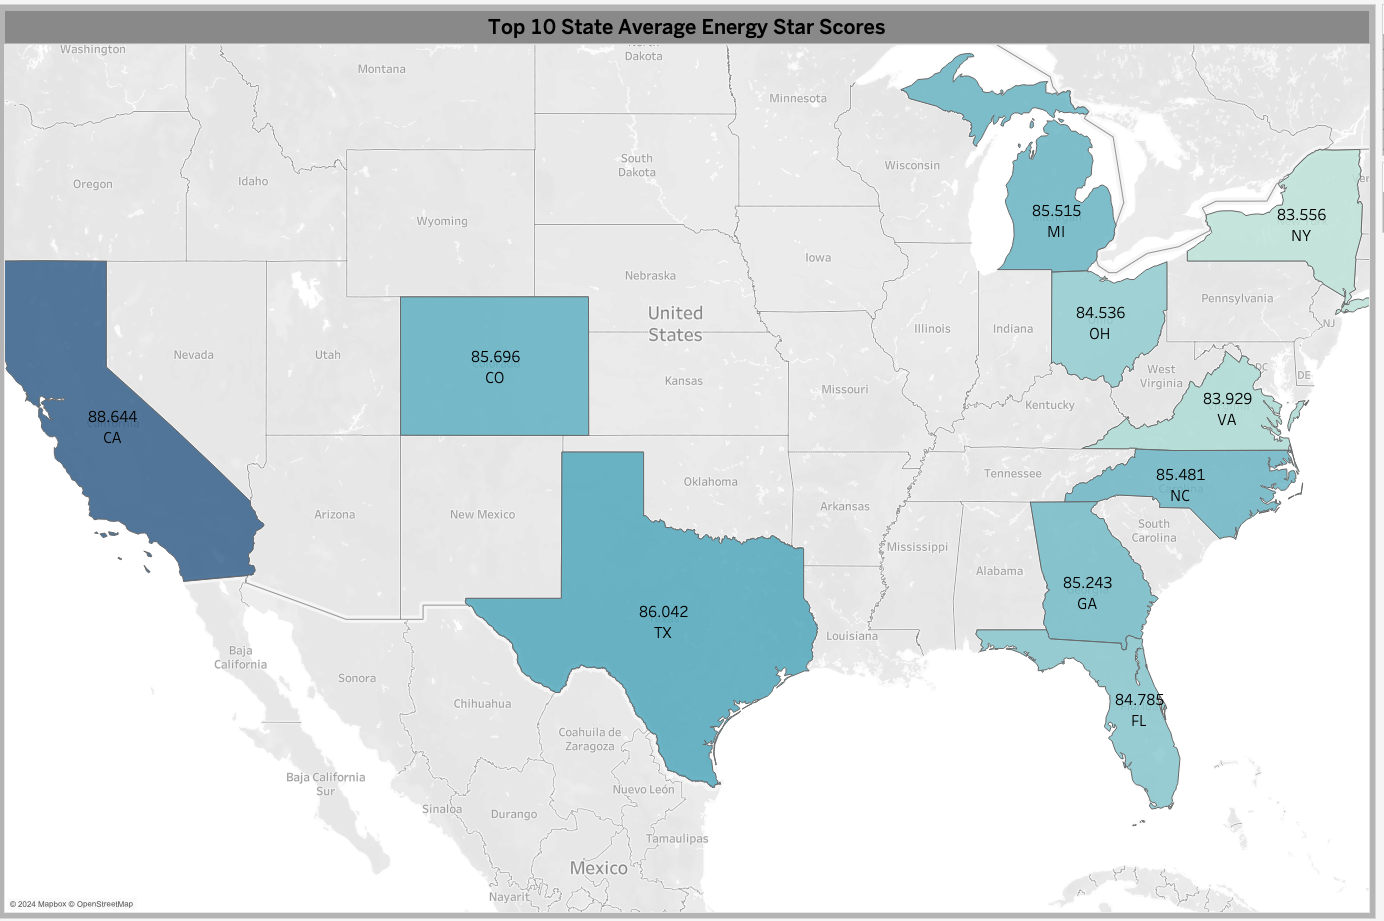 Top 10 State Average Energy Star Scores
Washington
North
Dakota
Montana
Minnesota
South
Dakota
Wisconsin
Oregon
Idaho
Wyoming
85.515
MI
83.556
NY
Iowa
Nebraska
Pennsylvania
United
States
84.536
OH
NJ
Illinois
Indiana
Nevada
Utah
85.696
CO
Kansas
Missouri
West
Virginia
DC
DE
Kentucky
83.929
VA
88.644
CA
Tennessee
85.481
NC
Oklahoma
Arkansas
Arizona
New Mexico
South
Carolina
Mississippi
Alabama
85.243
GA
86.042
TX
Louisiana
Baja
California
Sonora
Chihuahua
84.785
FL
Coahuila de
Zaragoza
Baja California
Sur
Nuevo León
Sinaloa
Durango
Tamaulipas
Mexico
Nayarit
© 2024 Mapbox © OpenStreetMap